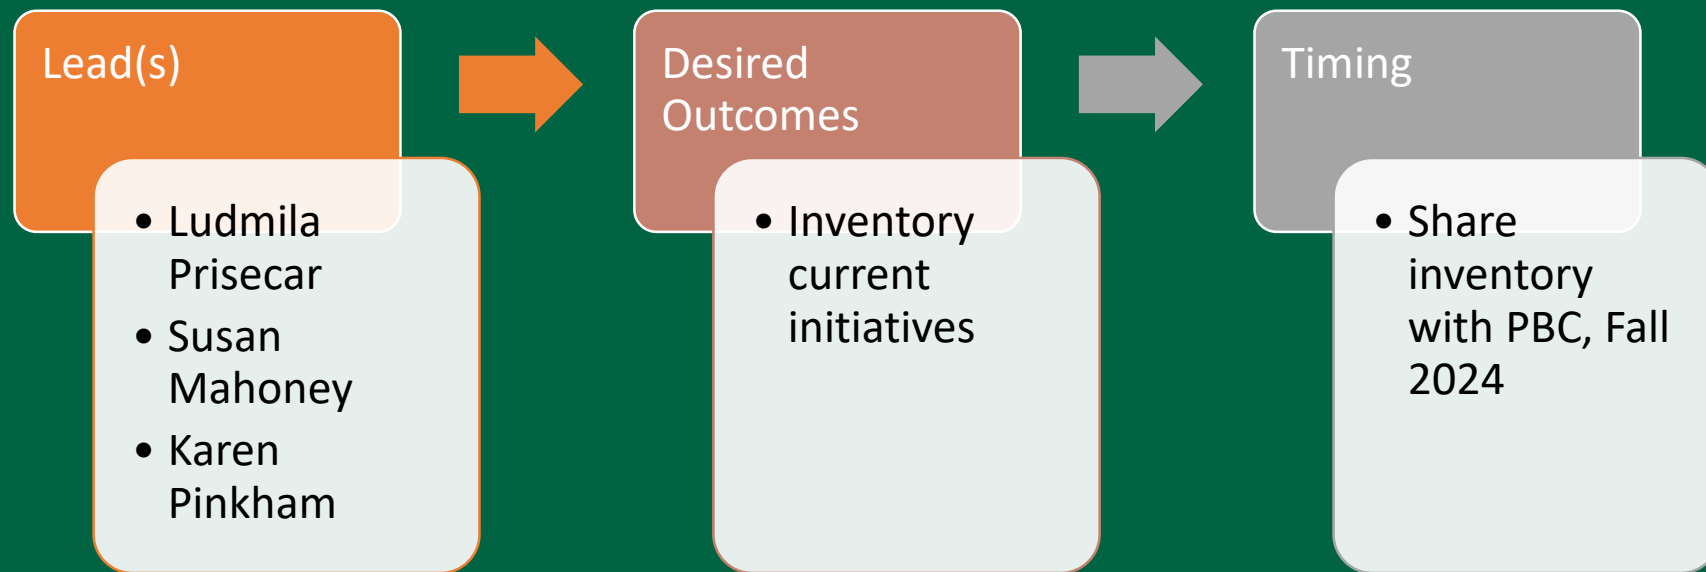 Lead(s)
• Ludmila
Prisecar
• Susan
Mahoney
• Karen
Pinkham
Desired
Outcomes
• Inventory
current
initiatives
Timing
• Share
inventory
with PBC, Fall
2024